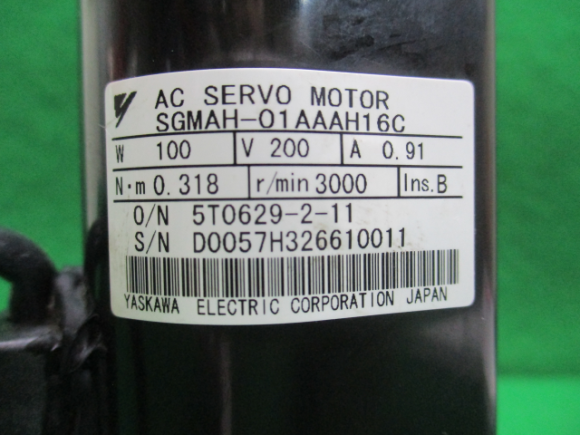 AC SERVO MOTOR
SGMAH-01AAAH16C
W 100 V 200 A 0.91
N·m 0.318 r/min 3000 Ins.B
O/N 5T0629-2-11
S/N D0057H326610011
YASKAWA ELECTRIC CORPORATION JAPAN